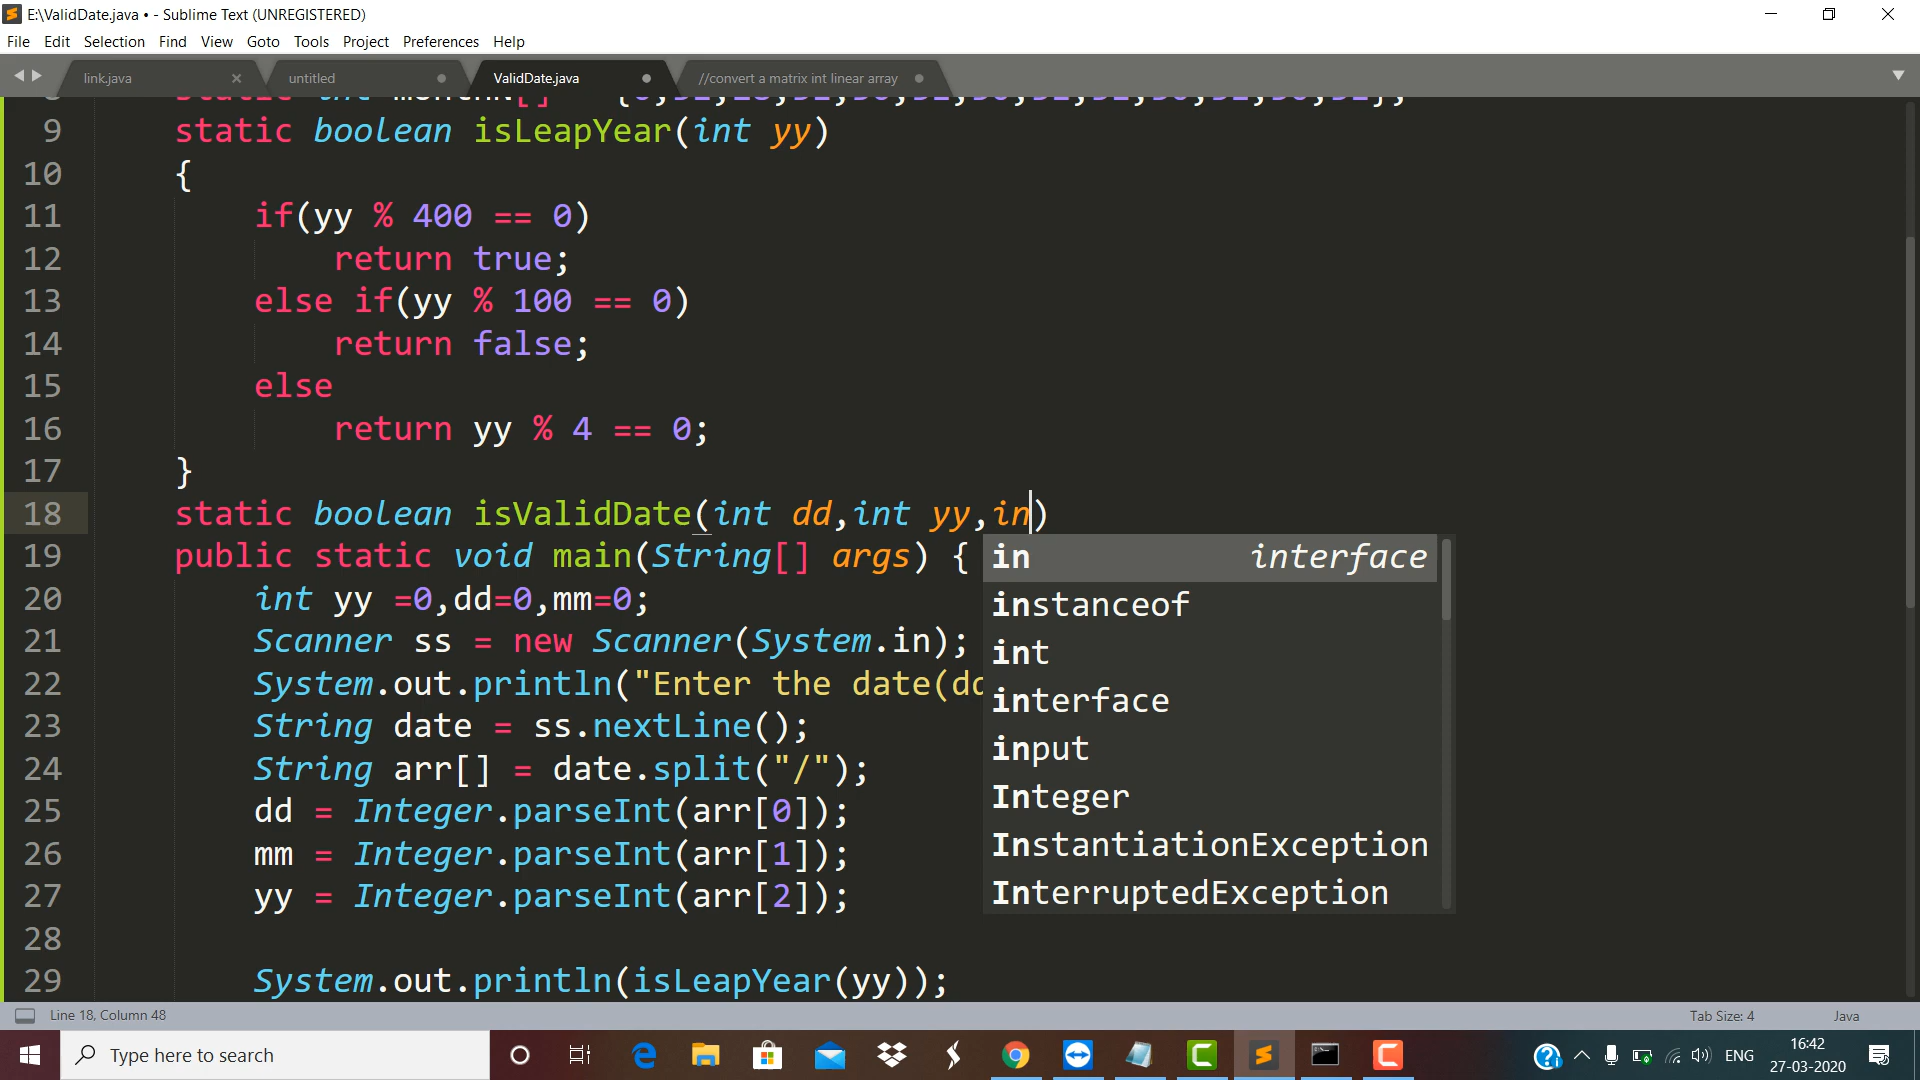 E:\ValidDate.java • - Sublime Text (UNREGISTERED)
File Edit Selection Find View Goto Tools Project Preferences Help
link.java untitled ValidDate.java //convert a matrix int linear array
9 static boolean isLeapYear(int yy)
10 {
11 if(yy % 400 == 0)
12 return true;
13 else if(yy % 100 == 0)
14 return false;
15 else
16 return yy % 4 == 0;
17 }
18 static boolean isValidDate(int dd,int yy,in)
19 public static void main(String[] args) {
20 int yy =0,dd=0,mm=0;
21 Scanner ss = new Scanner(System.in);
22 System.out.println("Enter the date(dd
23 String date = ss.nextLine();
24 String arr[] = date.split("/");
25 dd = Integer.parseInt(arr[0]);
26 mm = Integer.parseInt(arr[1]);
27 yy = Integer.parseInt(arr[2]);
28
29 System.out.println(isLeapYear(yy));
in interface
instanceof
int
interface
input
Integer
InstantiationException
InterruptedException
Line 18, Column 48 Tab Size: 4 Java
Type here to search
ENG
16:42
27-03-2020